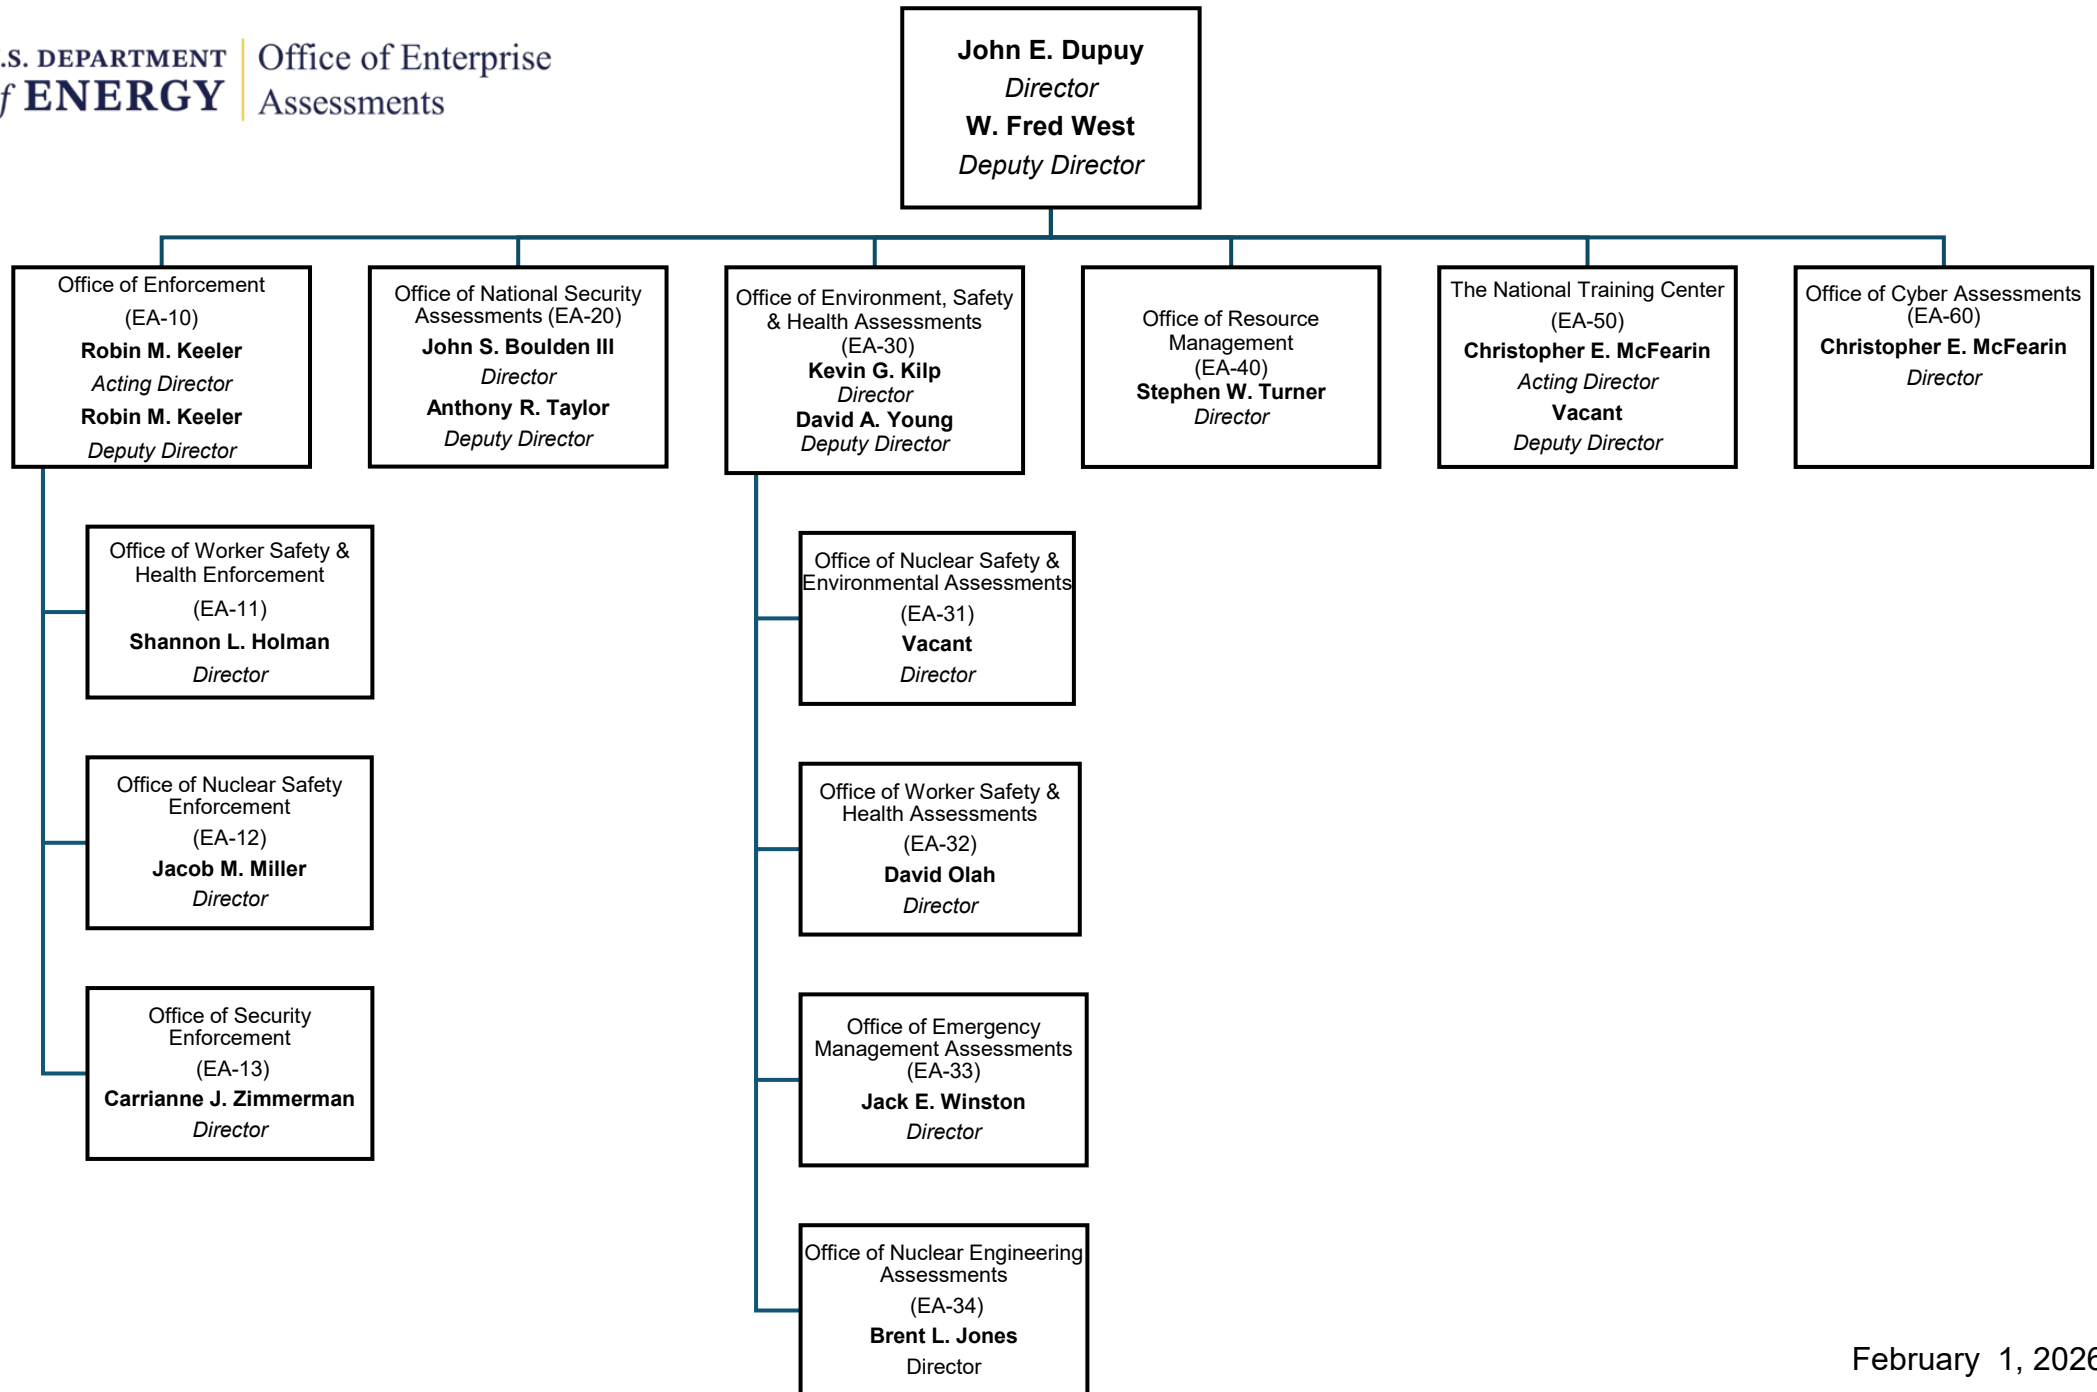 .S. DEPARTMENT
f ENERGY
Office of Enterprise
Assessments
John E. Dupuy
Director
W. Fred West
Deputy Director
Office of Enforcement
(EA-10)
Robin M. Keeler
Acting Director
Robin M. Keeler
Deputy Director
Office of National Security
Assessments (EA-20)
John S. Boulden III
Director
Anthony R. Taylor
Deputy Director
Office of Environment, Safety
& Health Assessments
(EA-30)
Kevin G. Kilp
Director
David A. Young
Deputy Director
Office of Resource
Management
(EA-40)
Stephen W. Turner
Director
The National Training Center
(EA-50)
Christopher E. McFearin
Acting Director
Vacant
Deputy Director
Office of Cyber Assessments
(EA-60)
Christopher E. McFearin
Director
Office of Worker Safety &
Health Enforcement
(EA-11)
Shannon L. Holman
Director
Office of Nuclear Safety
Enforcement
(EA-12)
Jacob M. Miller
Director
Office of Security
Enforcement
(EA-13)
Carrianne J. Zimmerman
Director
Office of Nuclear Safety &
Environmental Assessments
(EA-31)
Vacant
Director
Office of Worker Safety &
Health Assessments
(EA-32)
David Olah
Director
Office of Emergency
Management Assessments
(EA-33)
Jack E. Winston
Director
Office of Nuclear Engineering
Assessments
(EA-34)
Brent L. Jones
Director
February 1, 2026